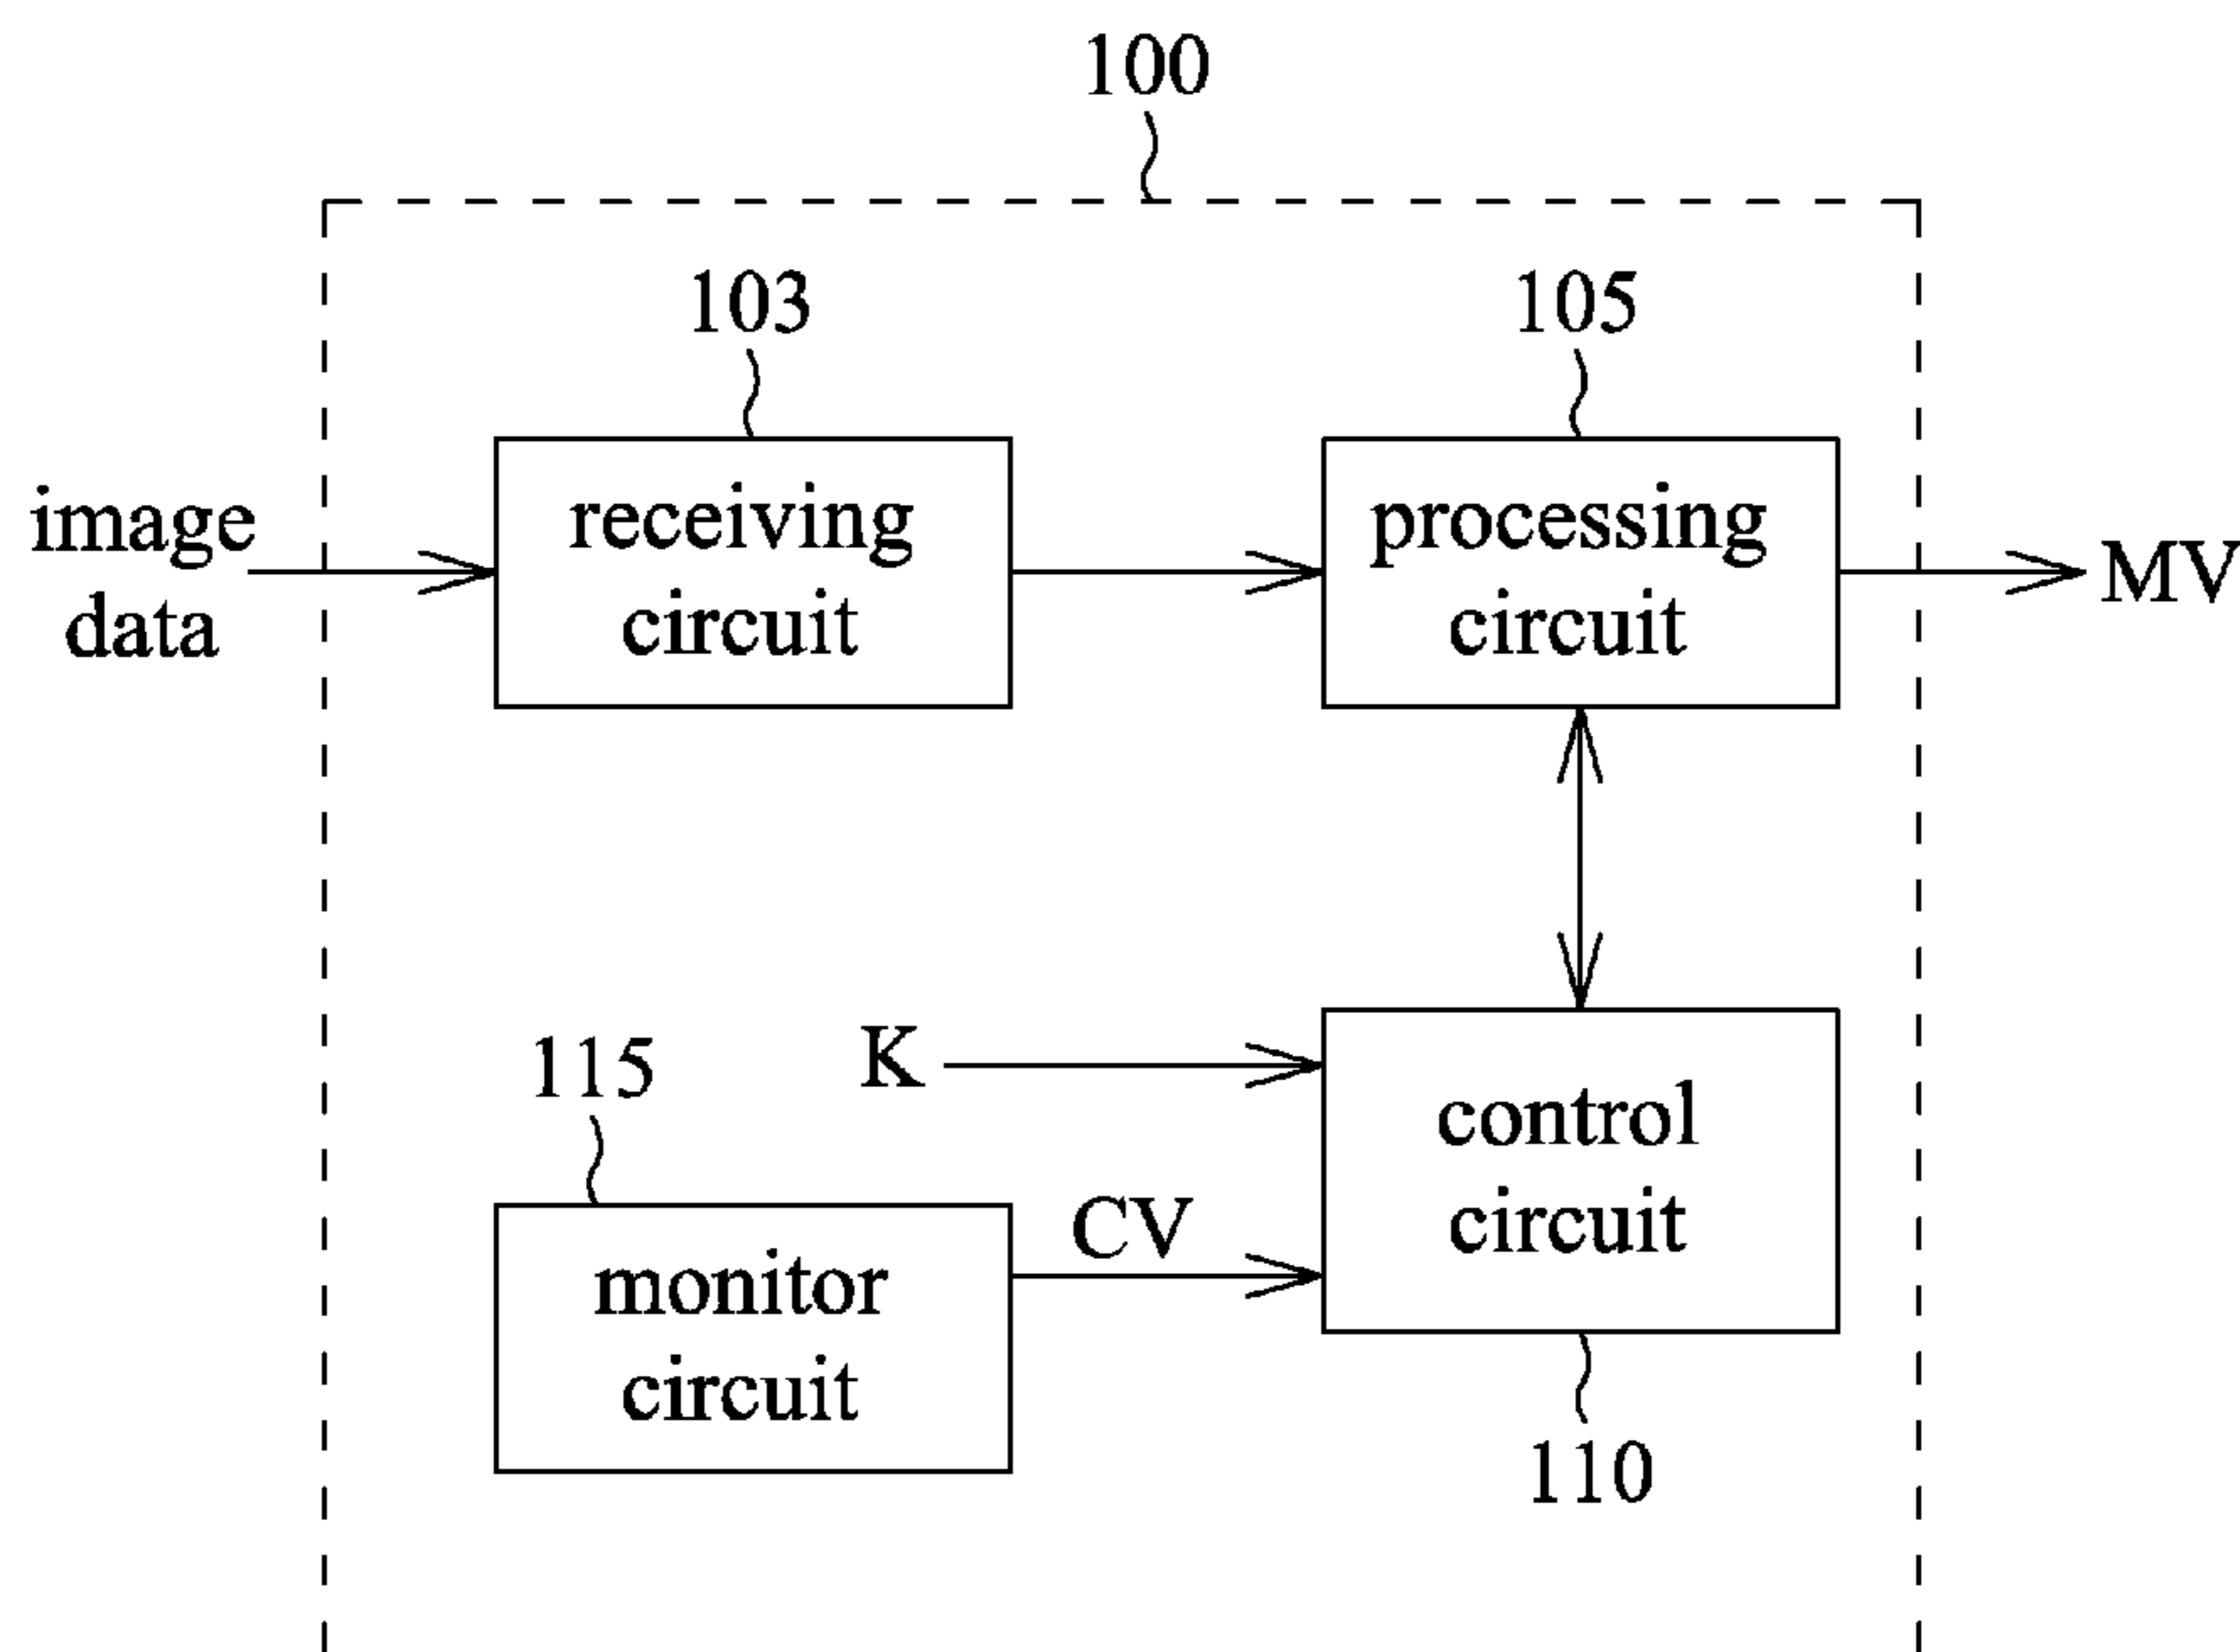 100
103
105
image
data
receiving
circuit
processing
circuit
MV
115
K
CV
control
circuit
monitor
circuit
110